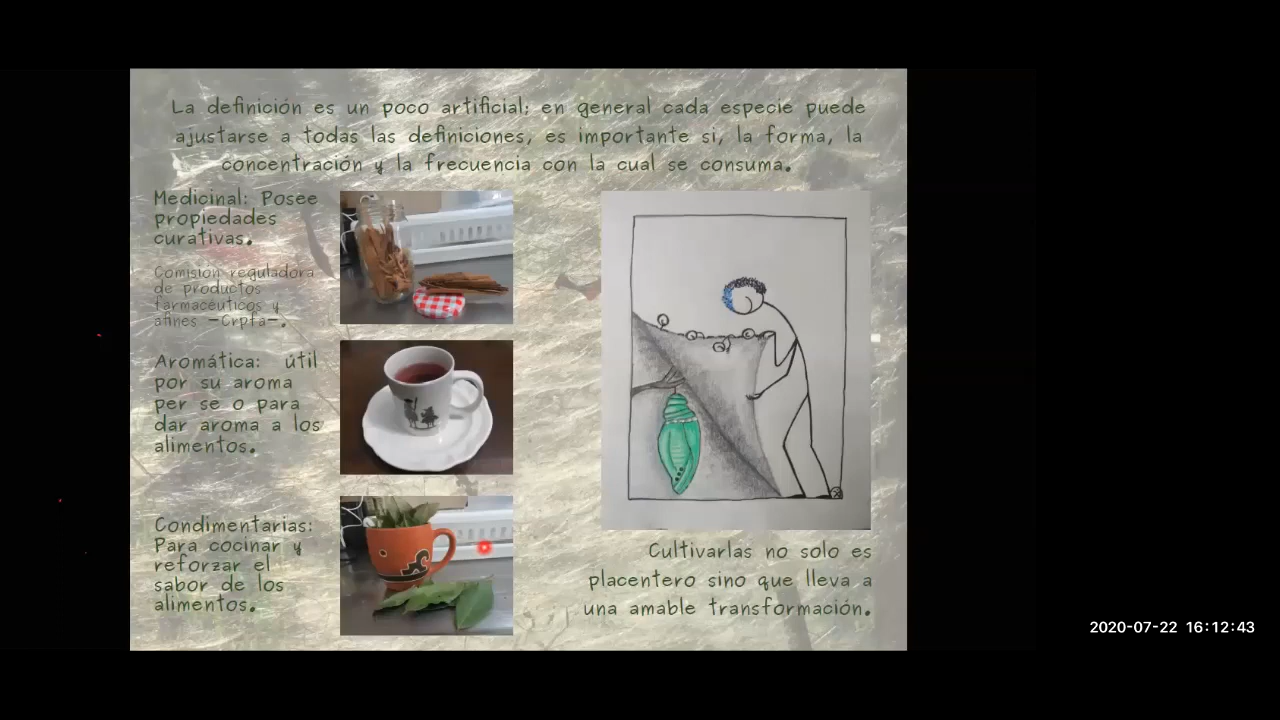 La definición es un poco artificial; en general cada especie puede
ajustarse a todas las definiciones, es importante si, la forma, la
concentración y la frecuencia con la cual se consuma.
Medicinal: Posee
propiedades
curativas.
Comisión reguladora
de productos
farmacéuticos y
afines –Crpfa–.
Aromática: útil
por su aroma
per se o para
dar aroma a los
alimentos.
Condimentarias:
Para cocinar y
reforzar el
sabor de los
alimentos.
Cultivarlas no solo es
placentero sino que lleva a
una amable transformación.
2020-07-22 16:12:43